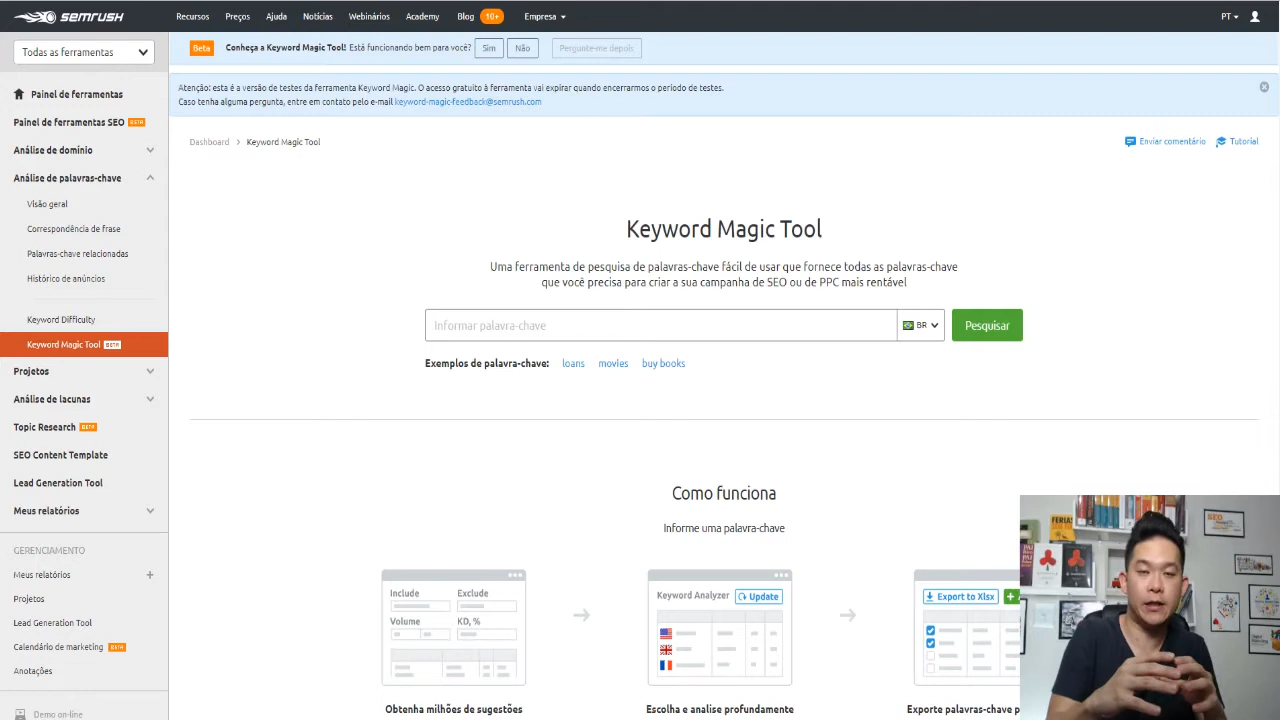 SEMRUSH
Recursos Preços Ajuda Notícias Webinários Academy Blog 10+ Empresa
PT
Todas as ferramentas
Painel de ferramentas
Painel de ferramentas SEO BETA
Análise de domínio
Análise de palavras-chave
Visão geral
Correspondência de frase
Palavras-chave relacionadas
Histórico de anúncios
Keyword Difficulty
Keyword Magic Tool BETA
Projetos
Análise de lacunas
Topic Research BETA
SEO Content Template
Lead Generation Tool
Meus relatórios
GERENCIAMENTO
Meus relatórios +
Projetos
Lead Generation Tool
Calendário de marketing BETA
Anotações
Demo on-line
Beta Conheça a Keyword Magic Tool! Está funcionando bem para você? Sim Não Pergunte-me depois
Atenção: esta é a versão de testes da ferramenta Keyword Magic. O acesso gratuito à ferramenta vai expirar quando encerrarmos o período de testes.
Caso tenha alguma pergunta, entre em contato pelo e-mail keyword-magic-feedback@semrush.com
Dashboard > Keyword Magic Tool
Enviar comentário Tutorial
Keyword Magic Tool
Uma ferramenta de pesquisa de palavras-chave fácil de usar que fornece todas as palavras-chave
que você precisa para criar a sua campanha de SEO ou de PPC mais rentável
Informar palavra-chave BR Pesquisar
Exemplos de palavra-chave: loans movies buy books
Como funciona
Informe uma palavra-chave
Include Exclude
Volume KD, %
Obtenha milhões de sugestões
Keyword Analyzer Update
Escolha e analise profundamente
Export to Xlsx +
Exporte palavras-chave p
FERIAS
SEO